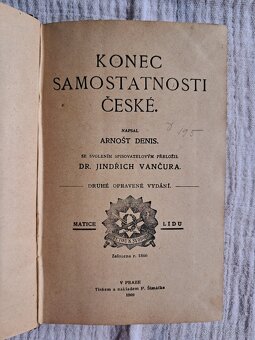 KONEC
SAMOSTATNOSTI
ČESKÉ.
NAPSAL
ARNOŠT DENIS.
SE SVOLENÍM SPISOVATELOVÝM PŘELOŽIL
DR. JINDŘICH VANČURA.
DRUHÉ OPRAVENÉ VYDÁNÍ.
MATICE LIDU
Založena r. 1866
V PRAZE
Tiskem a nákladem F. Šimáčka